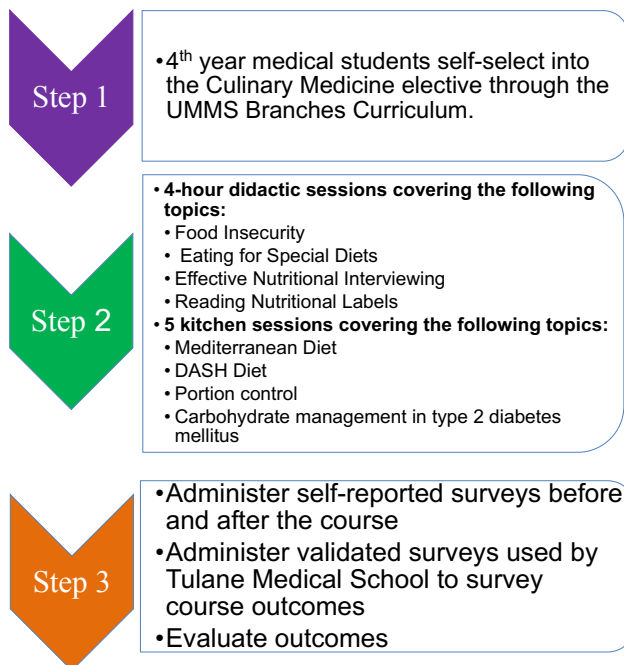 Step 1
•4th year medical students self-select into
the Culinary Medicine elective through the
UMMS Branches Curriculum.
Step 2
• 4-hour didactic sessions covering the following
topics:
• Food Insecurity
• Eating for Special Diets
• Effective Nutritional Interviewing
• Reading Nutritional Labels
• 5 kitchen sessions covering the following topics:
• Mediterranean Diet
• DASH Diet
• Portion control
• Carbohydrate management in type 2 diabetes
mellitus
Step 3
•Administer self-reported surveys before
and after the course
•Administer validated surveys used by
Tulane Medical School to survey
course outcomes
•Evaluate outcomes